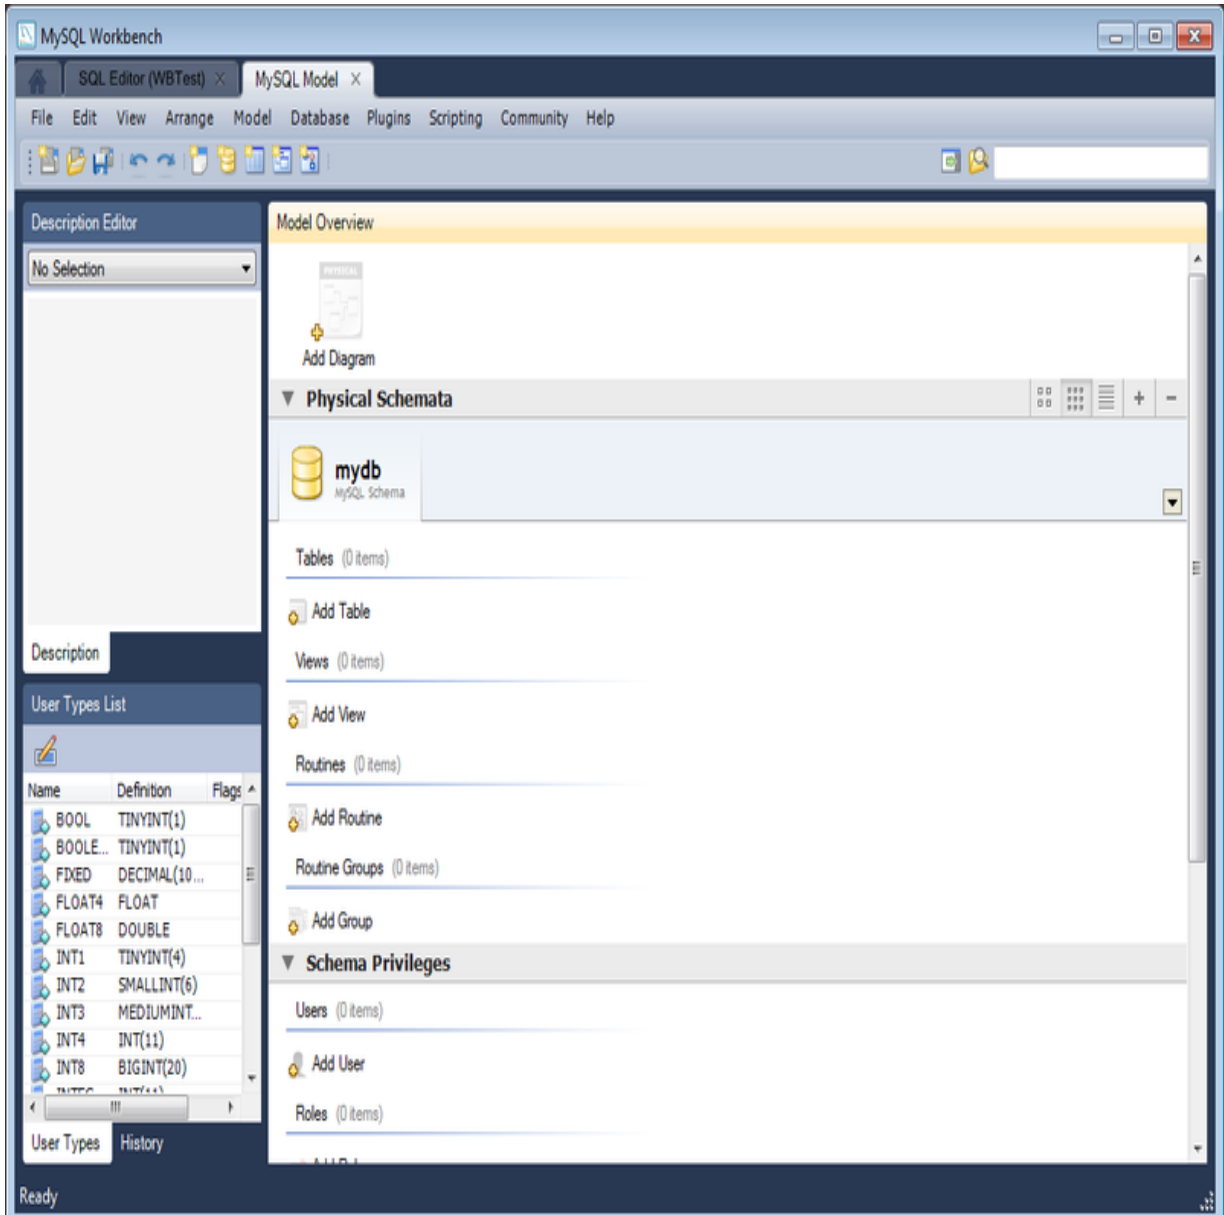 MySQL Workbench
SQL Editor (WBTest) MySQL Model
File Edit View Arrange Model Database Plugins Scripting Community Help
Description Editor
No Selection
Description
User Types List
Name Definition Flags
BOOL TINYINT(1)
BOOLE... TINYINT(1)
FIXED DECIMAL(10...
FLOAT4 FLOAT
FLOAT8 DOUBLE
INT1 TINYINT(4)
INT2 SMALLINT(6)
INT3 MEDIUMINT...
INT4 INT(11)
INT8 BIGINT(20)
User Types History
Model Overview
PHYSICAL
Add Diagram
Physical Schemata
mydb
MySQL Schema
Tables (0 items)
Add Table
Views (0 items)
Add View
Routines (0 items)
Add Routine
Routine Groups (0 items)
Add Group
Schema Privileges
Users (0 items)
Add User
Roles (0 items)
Ready